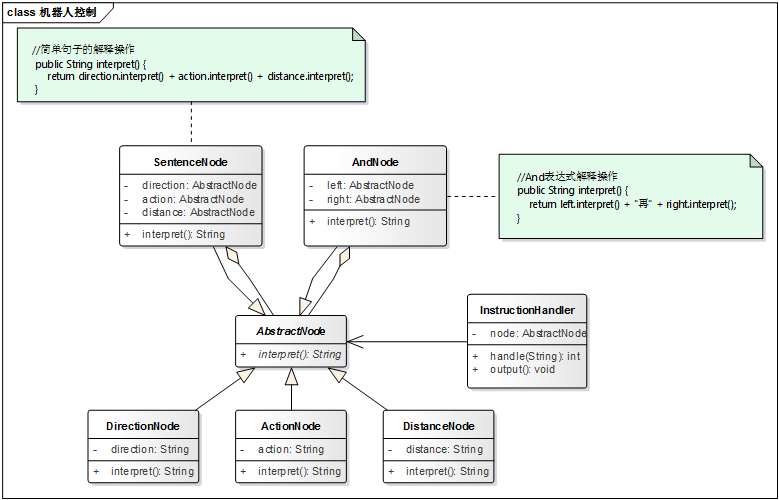 class 机器人控制
//简单句子的解释操作
public String interpret() {
return direction.interpret() + action.interpret() + distance.interpret();
}
SentenceNode
- direction: AbstractNode
- action: AbstractNode
- distance: AbstractNode
+ interpret(): String
AndNode
- left: AbstractNode
- right: AbstractNode
+ interpret(): String
//And表达式解释操作
public String interpret() {
return left.interpret() + "再" + right.interpret();
}
AbstractNode
+ interpret(): String
InstructionHandler
- node: AbstractNode
+ handle(String): int
+ output(): void
DirectionNode
- direction: String
+ interpret(): String
ActionNode
- action: String
+ interpret(): String
DistanceNode
- distance: String
+ interpret(): String